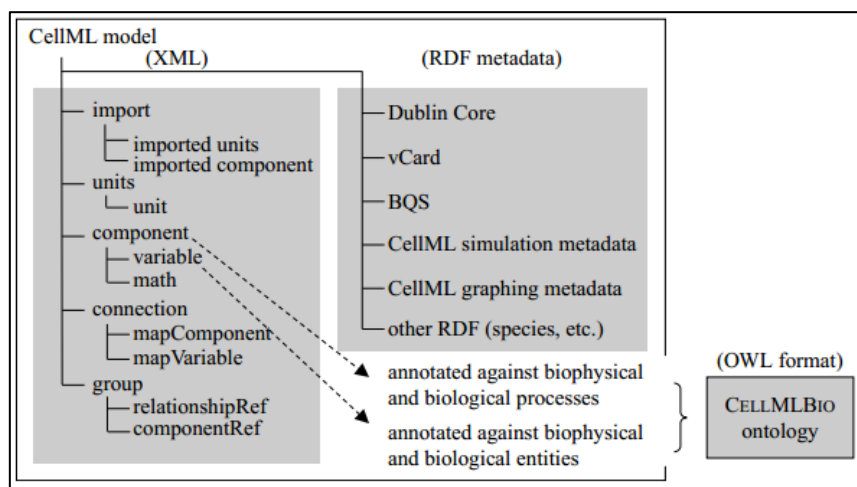 CellML model
(XML)
(RDF metadata)
import
imported units
imported component
units
unit
component
variable
math
connection
mapComponent
mapVariable
group
relationshipRef
componentRef
Dublin Core
vCard
BQS
CellML simulation metadata
CellML graphing metadata
other RDF (species, etc.)
annotated against biophysical
and biological processes
annotated against biophysical
and biological entities
(OWL format)
CELLMLBIO
ontology